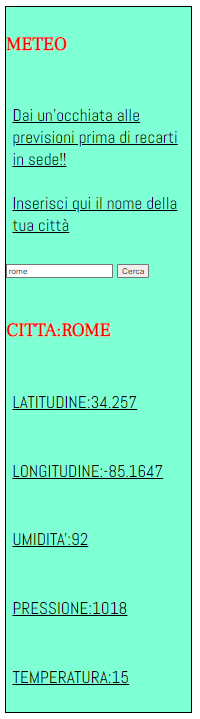 METEO
Dai un'occhiata alle
previsioni prima di recarti
in sede!!
Inserisci qui il nome della
tua città
rome Cerca
CITTA:ROME
LATITUDINE:34.257
LONGITUDINE:-85.1647
UMIDITA':92
PRESSIONE:1018
TEMPERATURA:15